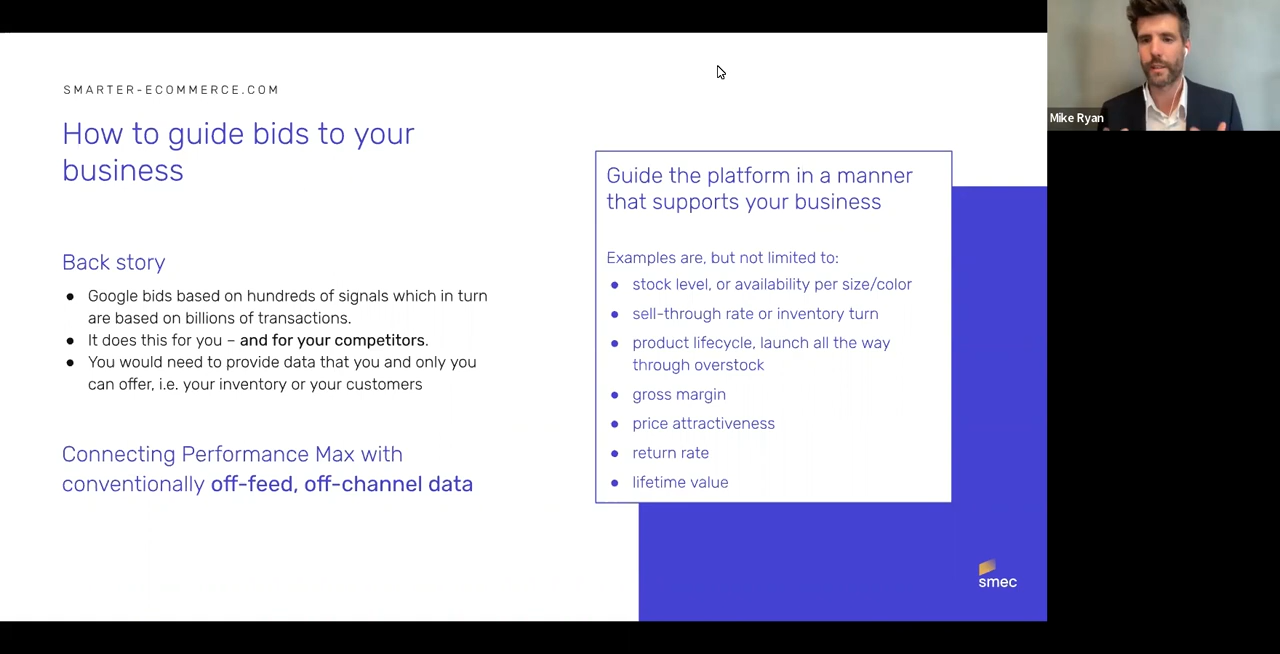 SMARTER-ECOMMERCE.COM
How to guide bids to your
business
Back story
● Google bids based on hundreds of signals which in turn
are based on billions of transactions.
● It does this for you – and for your competitors.
● You would need to provide data that you and only you
can offer, i.e. your inventory or your customers
Connecting Performance Max with
conventionally off-feed, off-channel data
Guide the platform in a manner
that supports your business
Examples are, but not limited to:
● stock level, or availability per size/color
● sell-through rate or inventory turn
● product lifecycle, launch all the way
through overstock
● gross margin
● price attractiveness
● return rate
● lifetime value
smec
Mike Ryan